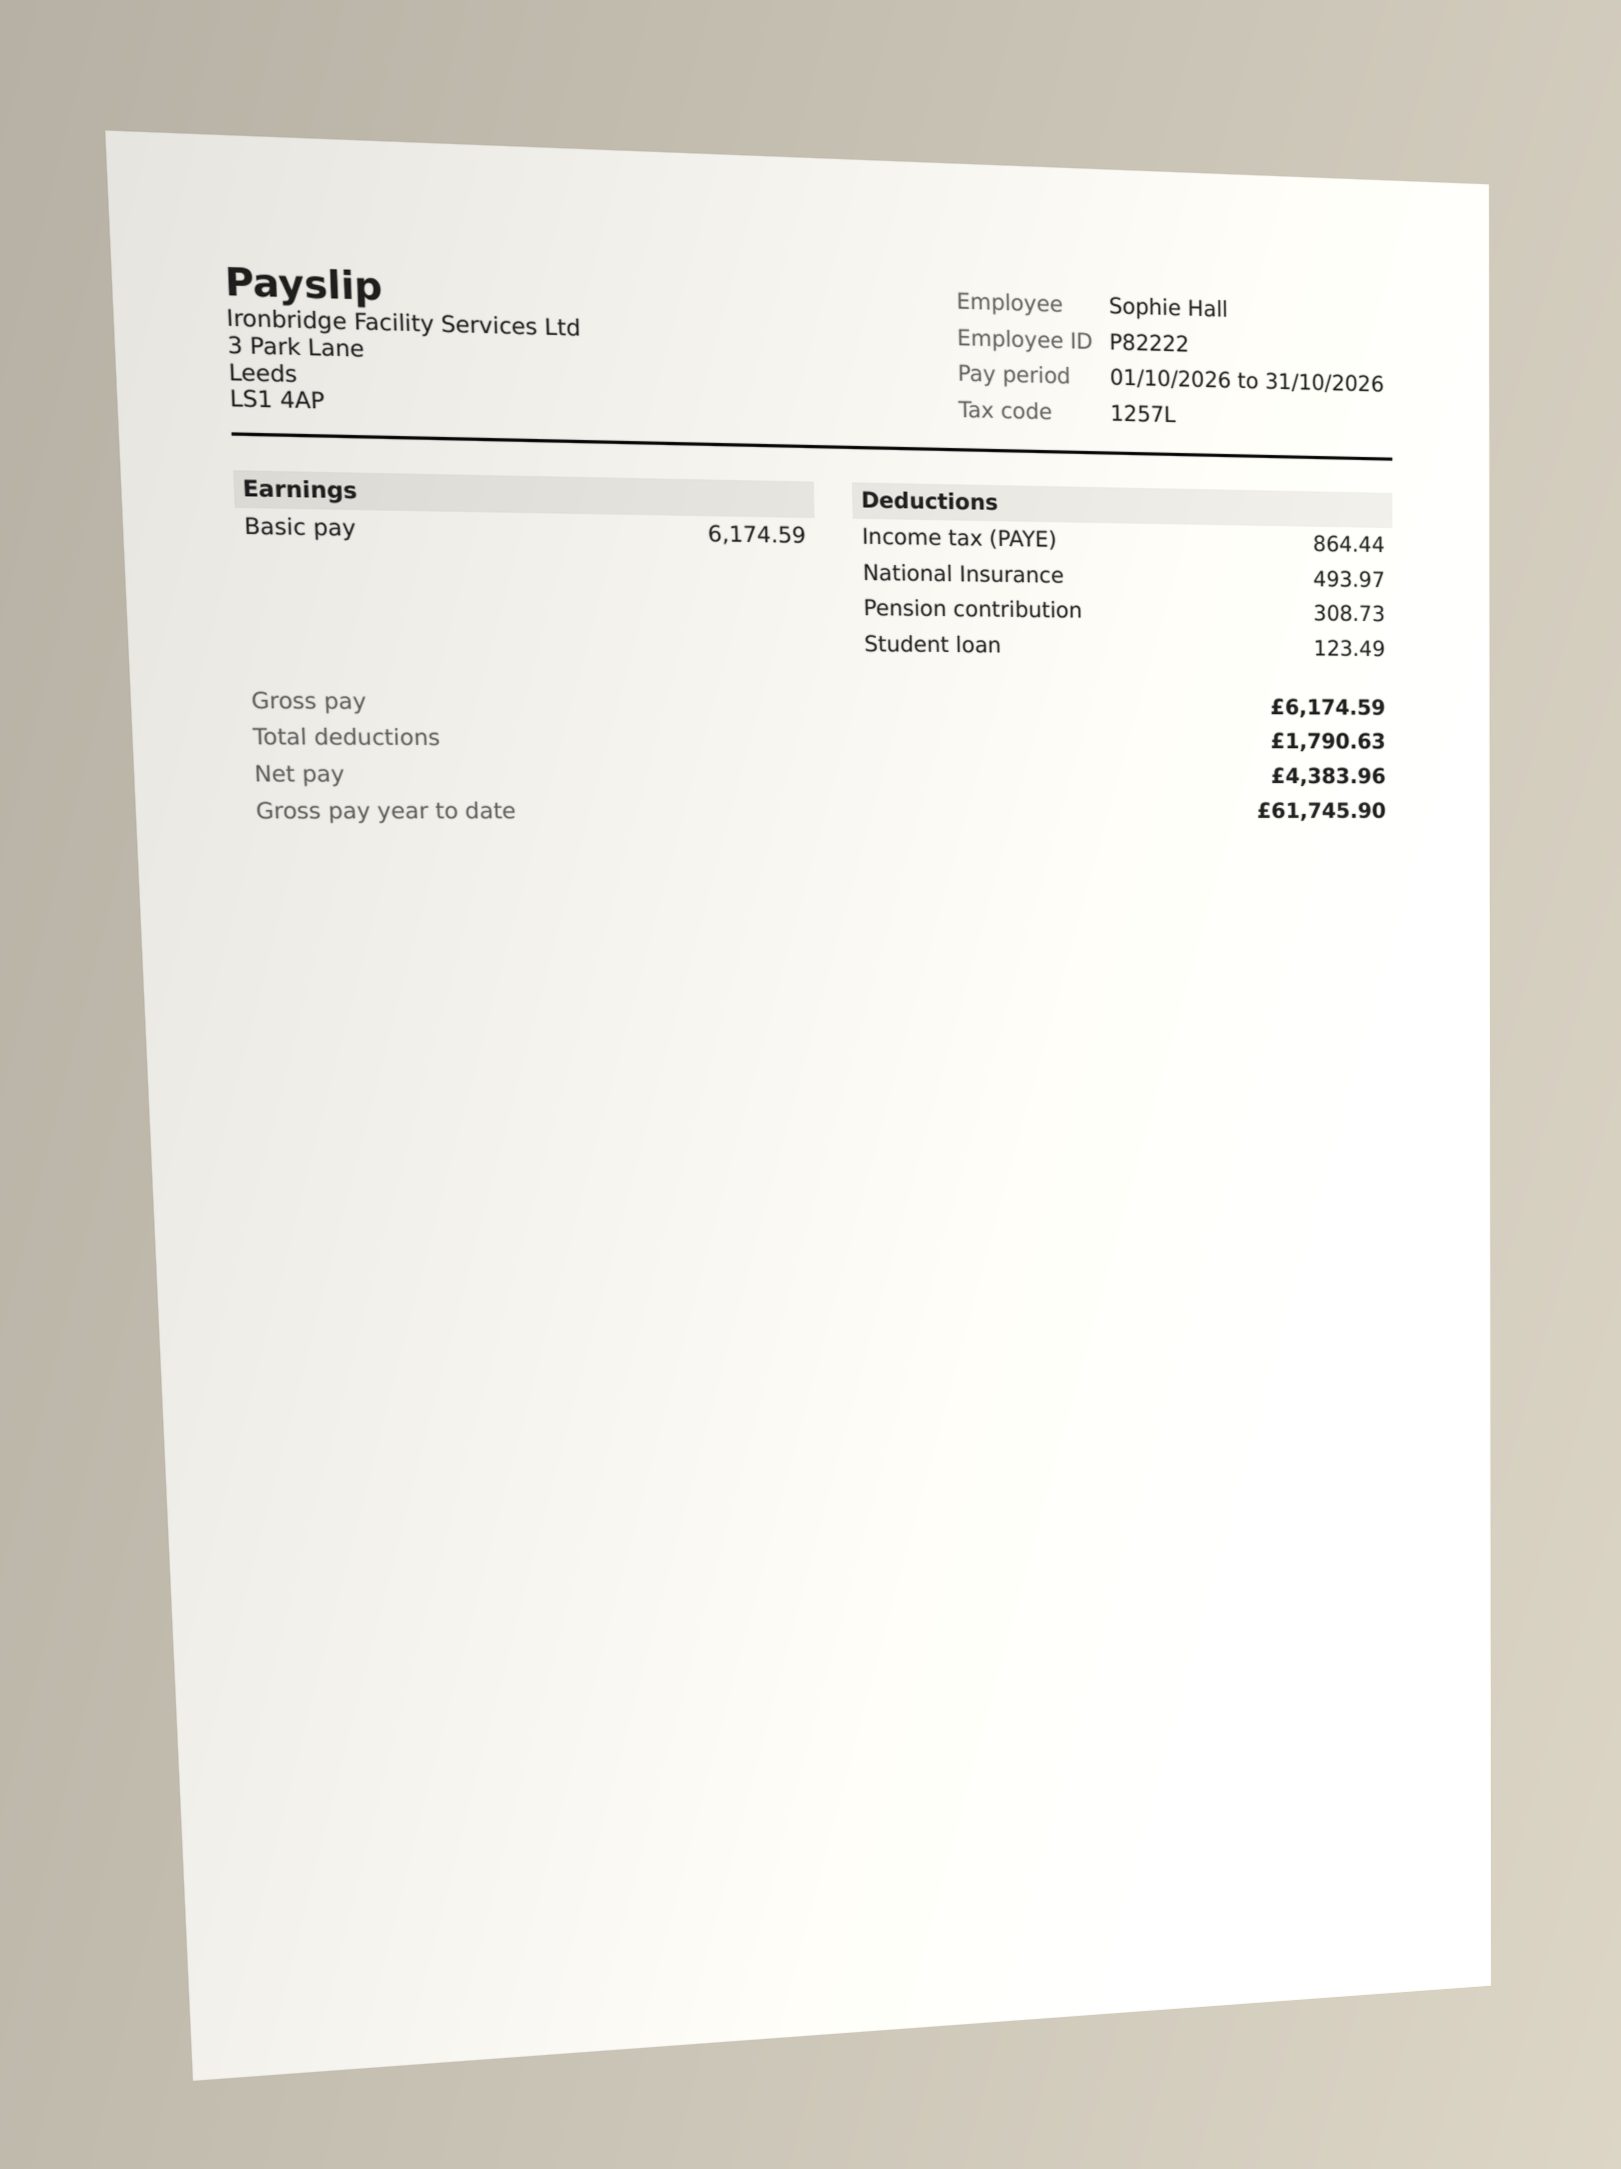 Payslip
Ironbridge Facility Services Ltd
3 Park Lane
Leeds
LS1 4AP
Employee Sophie Hall
Employee ID P82222
Pay period 01/10/2026 to 31/10/2026
Tax code 1257L
Earnings
Basic pay 6,174.59
Deductions
Income tax (PAYE) 864.44
National Insurance 493.97
Pension contribution 308.73
Student loan 123.49
Gross pay £6,174.59
Total deductions £1,790.63
Net pay £4,383.96
Gross pay year to date £61,745.90